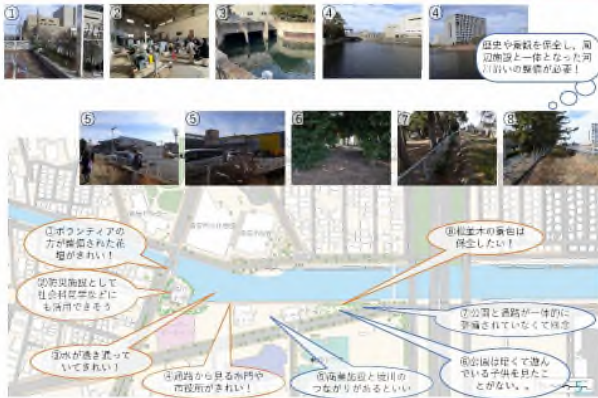 ①
②
③
④
④
歴史や景観を保全し、周
辺施設と一体となった河
川沿いの整備が必要！
⑤
⑤
⑥
⑦
⑧
①ボランティアの
方が整備された花
壇がきれい！
②防災施設として
社会科見学などに
も活用できそう
③水が透き通って
いてきれい！
④通路から見る水門や
市役所がきれい！
⑤商業施設と境川の
つながりがあるといい
⑥公園は暗くて遊ん
でいる子供を見たこ
とがない。。
⑦公園と通路が一体的に
整備されていなくて残念
⑧松並木の景色は
保全したい！
5